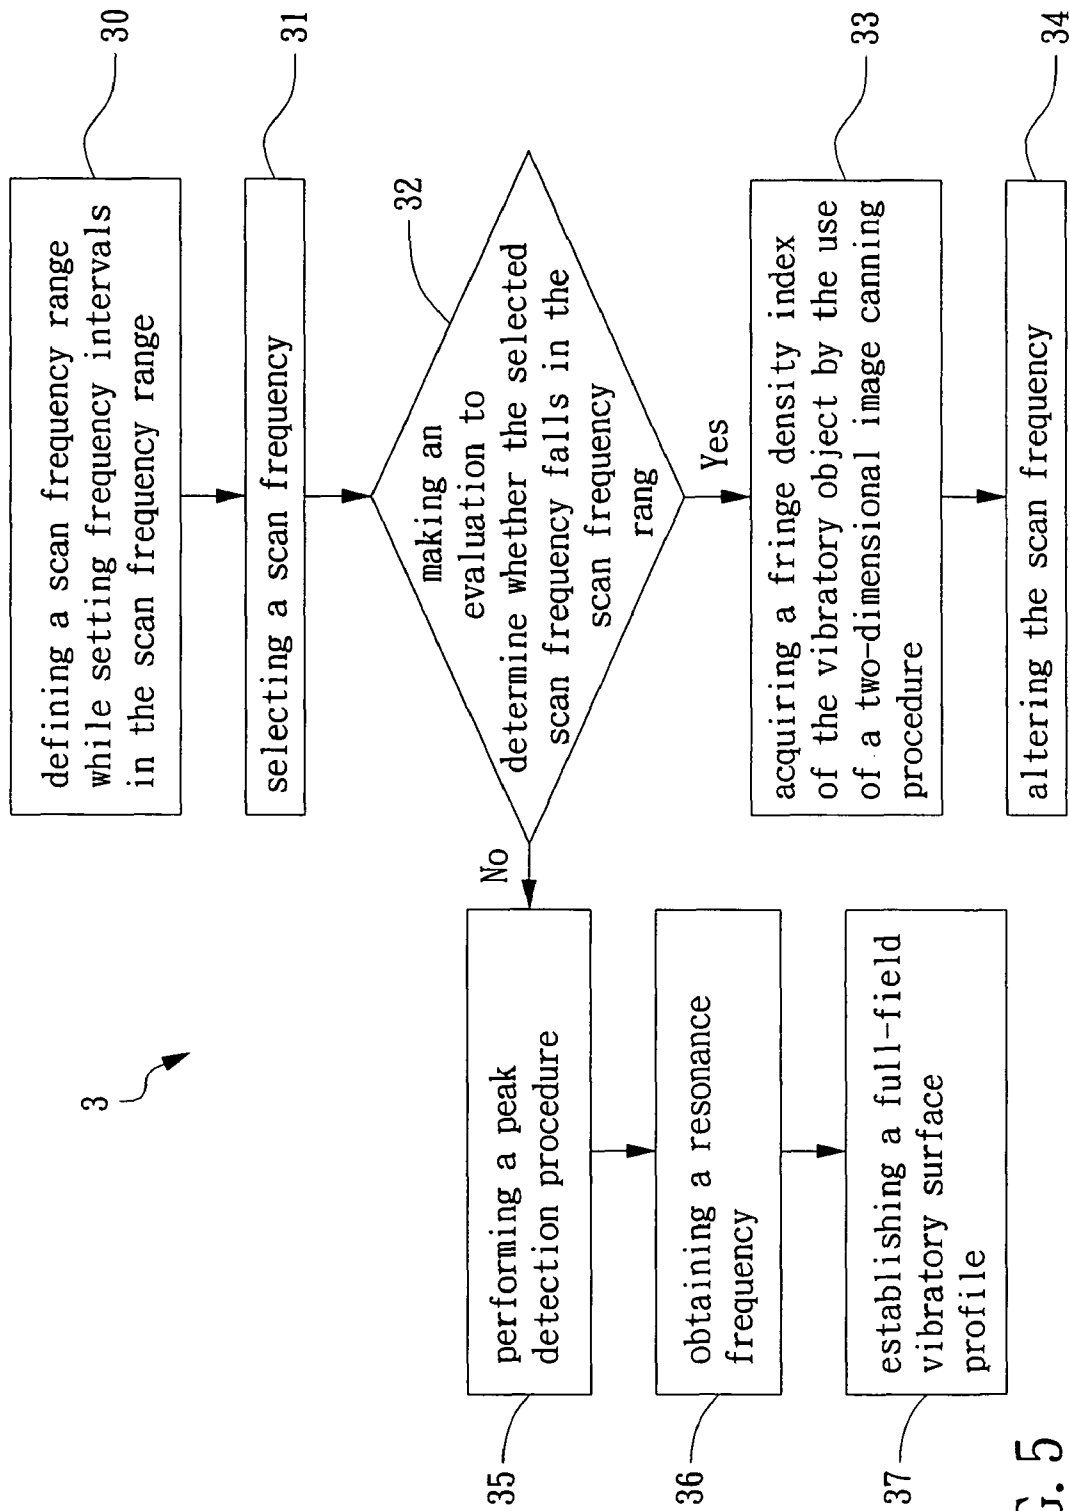 3
defining a scan frequency range
while setting frequency intervals
in the scan frequency range
30
selecting a scan frequency
31
making an
evaluation to
determine whether the selected
scan frequency falls in the
scan frequency
rang
32
No
Yes
acquiring a fringe density index
of the vibratory object by the use
of a two-dimensional image canning
procedure
33
altering the scan frequency
34
performing a peak
detection procedure
35
obtaining a resonance
frequency
36
establishing a full-field
vibratory surface
profile
37
G. 5